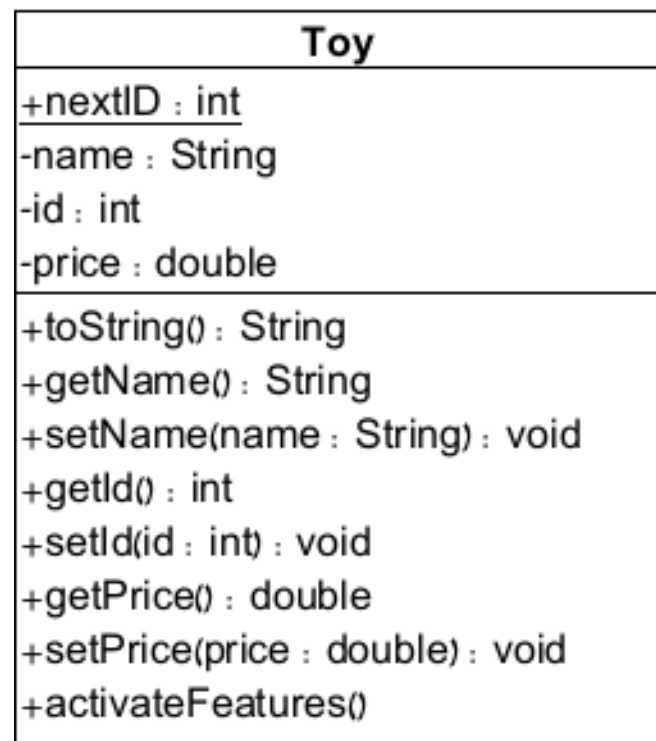 Toy
+nextID : int
-name : String
-id : int
-price : double
+toString() : String
+getName() : String
+setName(name : String) : void
+getId() : int
+setId(id : int) : void
+getPrice() : double
+setPrice(price : double) : void
+activateFeatures()